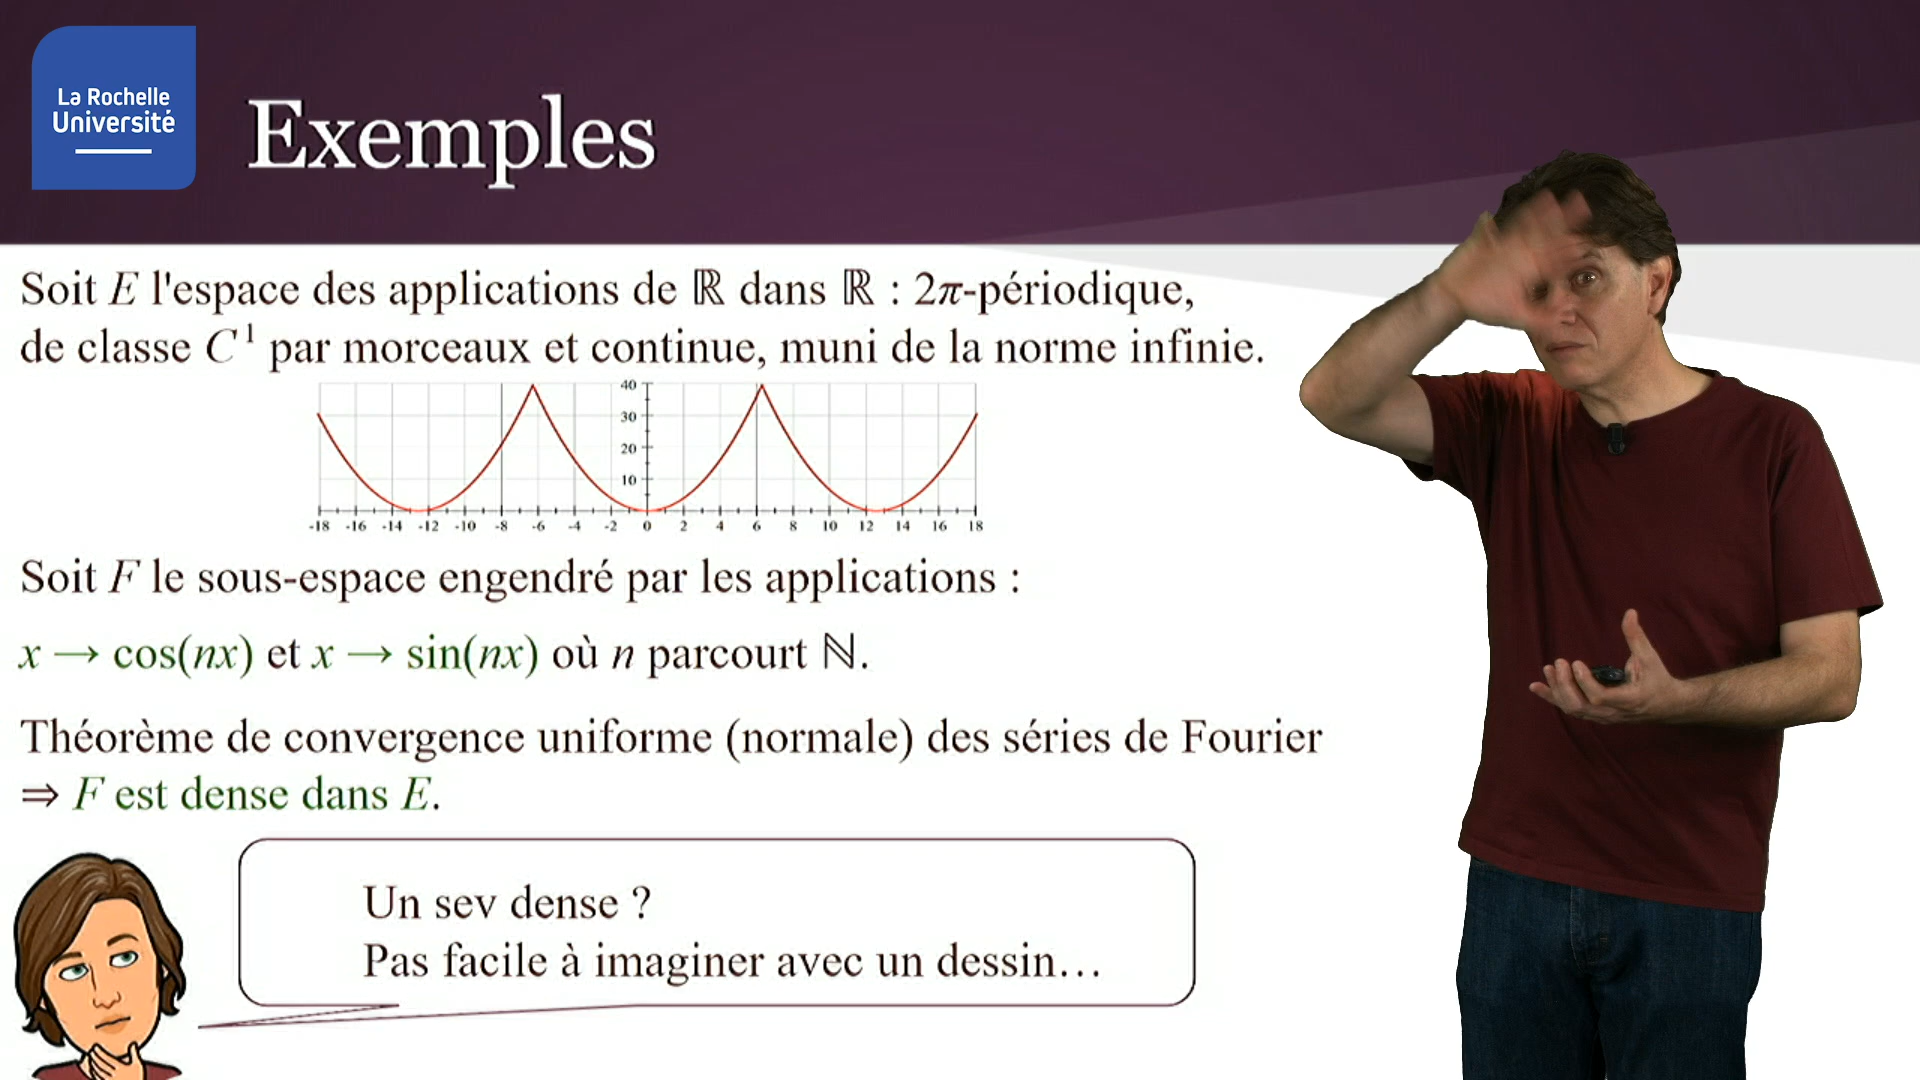 La Rochelle
Université
Exemples
Soit E l'espace des applications de ℝ dans ℝ : 2π-périodique,
de classe C¹ par morceaux et continue, muni de la norme infinie.
40
30
20
10
-18 -16 -14 -12 -10 -8 -6 -4 -2 0 2 4 6 8 10 12 14 16 18
Soit F le sous-espace engendré par les applications :
x → cos(nx) et x → sin(nx) où n parcourt ℕ.
Théorème de convergence uniforme (normale) des séries de Fourier
⇒ F est dense dans E.
Un sev dense ?
Pas facile à imaginer avec un dessin…